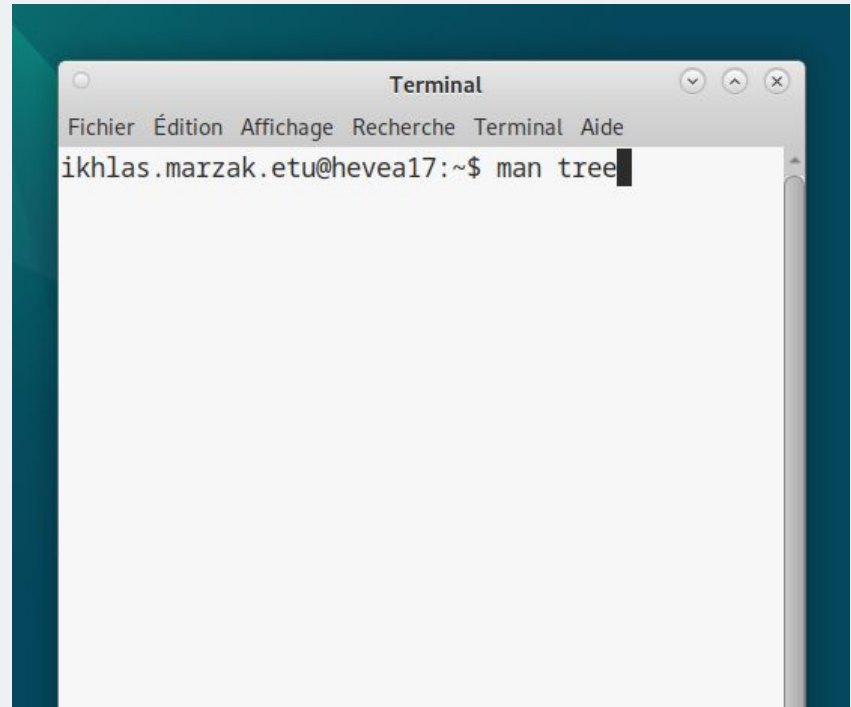 Terminal
Fichier Édition Affichage Recherche Terminal Aide
ikhlas.marzak.etu@hevea17:~$ man tree